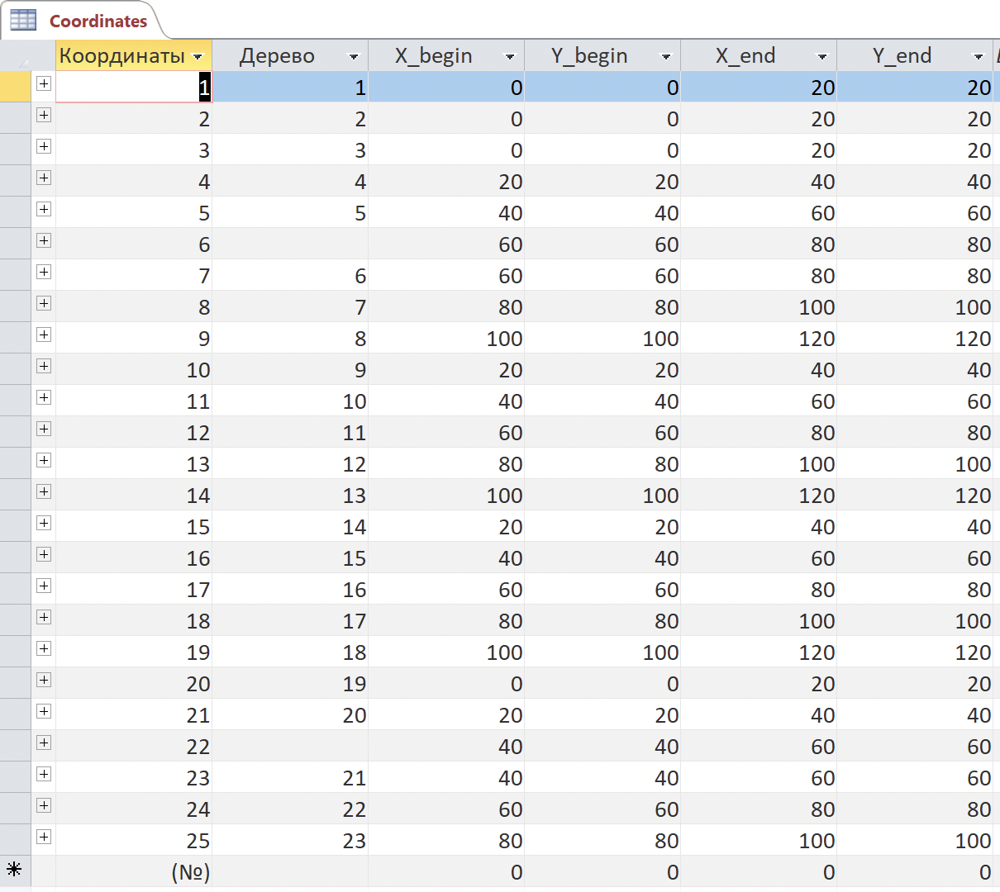 Coordinates
Координаты Дерево X_begin Y_begin X_end Y_end
1 1 0 0 20 20
2 2 0 0 20 20
3 3 0 0 20 20
4 4 20 20 40 40
5 5 40 40 60 60
6 60 60 80 80
7 6 60 60 80 80
8 7 80 80 100 100
9 8 100 100 120 120
10 9 20 20 40 40
11 10 40 40 60 60
12 11 60 60 80 80
13 12 80 80 100 100
14 13 100 100 120 120
15 14 20 20 40 40
16 15 40 40 60 60
17 16 60 60 80 80
18 17 80 80 100 100
19 18 100 100 120 120
20 19 0 0 20 20
21 20 20 20 40 40
22 40 40 60 60
23 21 40 40 60 60
24 22 60 60 80 80
25 23 80 80 100 100
(№) 0 0 0 0